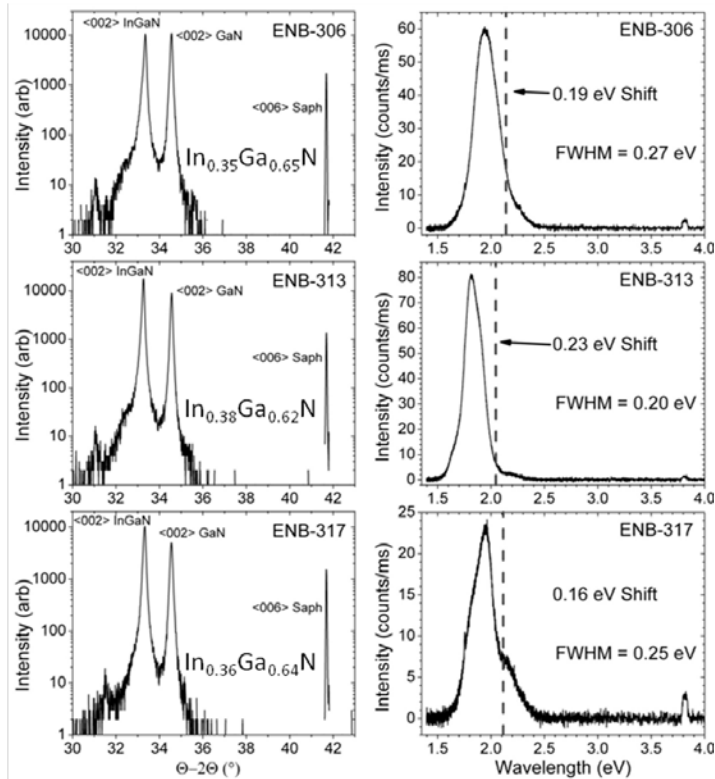 <002> InGaN
ENB-306
<002> GaN
<006> Saph
In0.35Ga0.65N
Intensity (arb)
10000
1000
100
10
1
30 32 34 36 38 40 42
ENB-306
0.19 eV Shift
FWHM = 0.27 eV
Intensity (counts/ms)
60
50
40
30
20
10
0
1.5 2.0 2.5 3.0 3.5 4.0
<002> InGaN
ENB-313
<002> GaN
<006> Saph
In0.38Ga0.62N
Intensity (arb)
10000
1000
100
10
1
30 32 34 36 38 40 42
ENB-313
0.23 eV Shift
FWHM = 0.20 eV
Intensity (counts/ms)
80
70
60
50
40
30
20
10
0
1.5 2.0 2.5 3.0 3.5 4.0
<002> InGaN
ENB-317
<002> GaN
<006> Saph
In0.36Ga0.64N
Intensity (arb)
10000
1000
100
10
1
30 32 34 36 38 40 42
Θ–2Θ (°)
ENB-317
0.16 eV Shift
FWHM = 0.25 eV
Intensity (counts/ms)
25
20
15
10
5
0
1.5 2.0 2.5 3.0 3.5 4.0
Wavelength (eV)